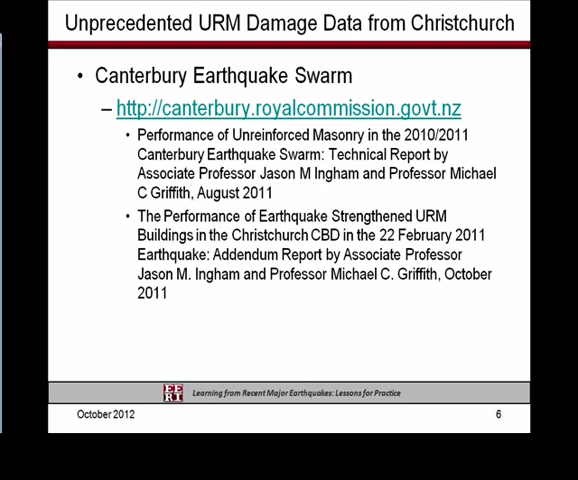 Unprecedented URM Damage Data from Christchurch
• Canterbury Earthquake Swarm
– http://canterbury.royalcommission.govt.nz
• Performance of Unreinforced Masonry in the 2010/2011
Canterbury Earthquake Swarm: Technical Report by
Associate Professor Jason M Ingham and Professor Michael
C Griffith, August 2011
• The Performance of Earthquake Strengthened URM
Buildings in the Christchurch CBD in the 22 February 2011
Earthquake: Addendum Report by Associate Professor
Jason M. Ingham and Professor Michael C. Griffith, October
2011
EE
RI
Learning from Recent Major Earthquakes: Lessons for Practice
October 2012
6